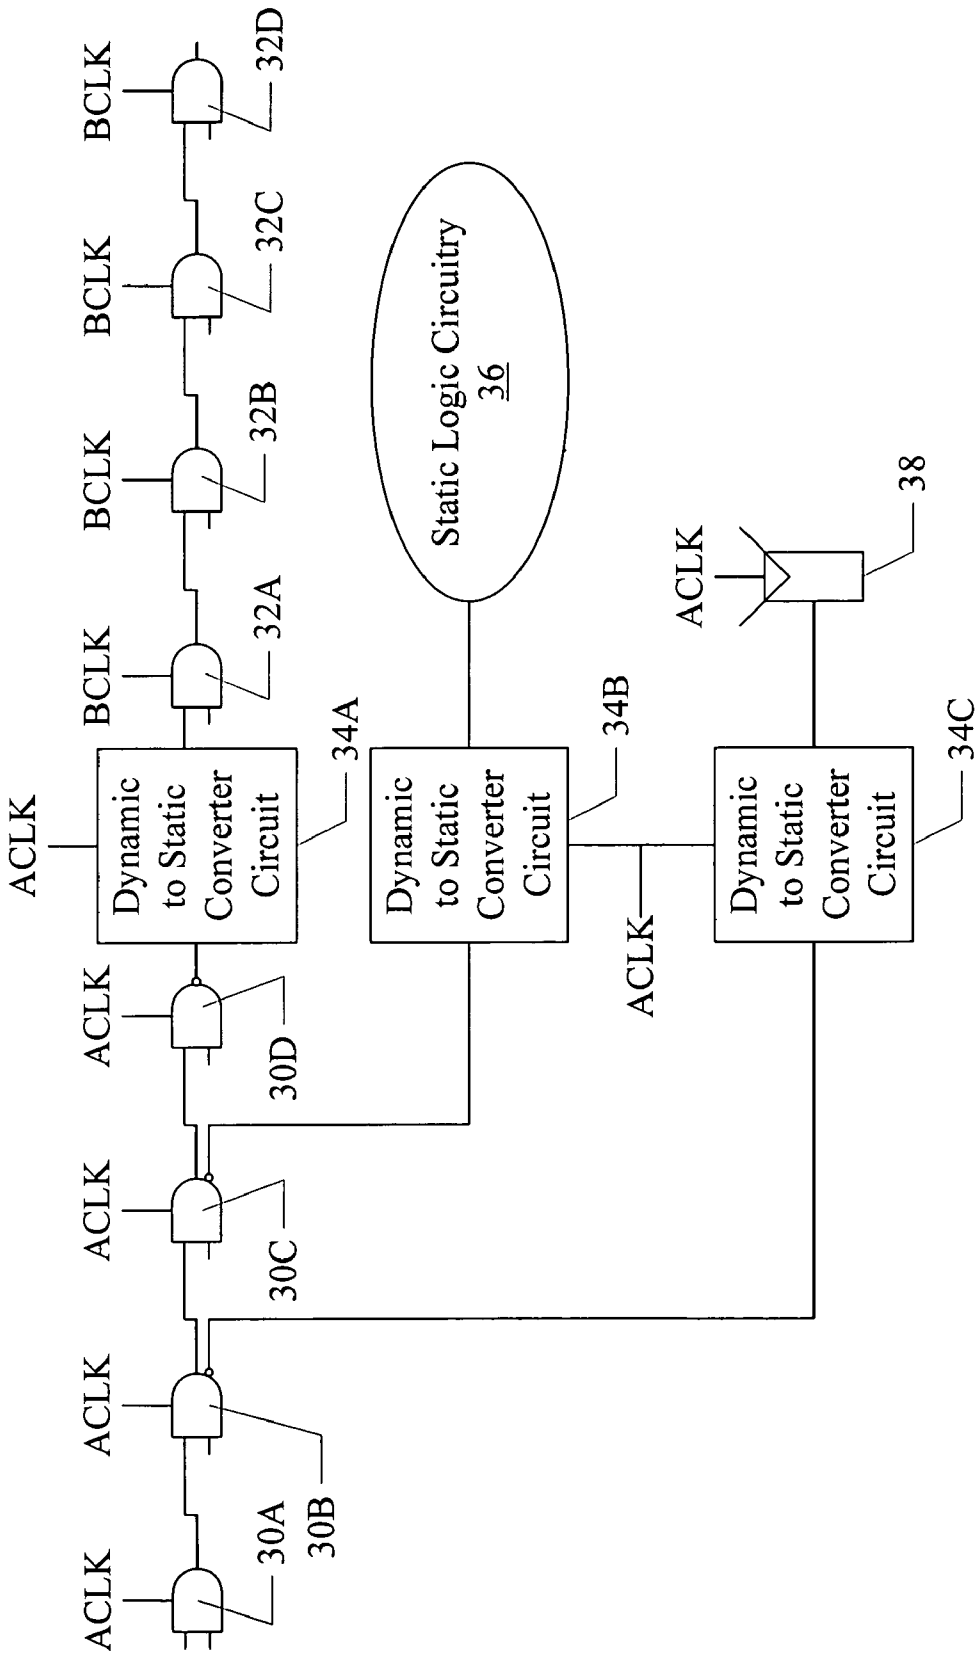 ACLK
ACLK
ACLK
ACLK
ACLK
BCLK
BCLK
BCLK
BCLK
30A
30B
30C
30D
Dynamic
to Static
Converter
Circuit
34A
32A
32B
32C
32D
Dynamic
to Static
Converter
Circuit
34B
Static Logic Circuitry
36
ACLK
Dynamic
to Static
Converter
Circuit
34C
ACLK
38